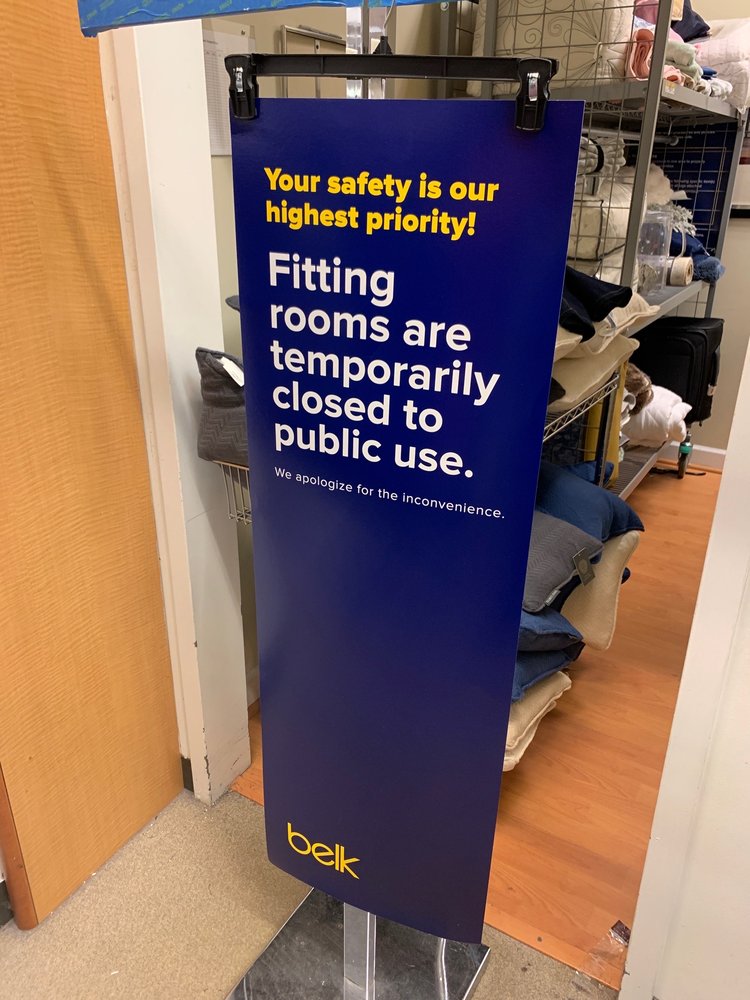 Your safety is our
highest priority!
Fitting
rooms are
temporarily
closed to
public use.
We apologize for the inconvenience.
belk